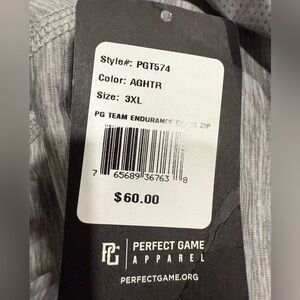 Style#: PGT574
Color: AGHTR
Size: 3XL
PG TEAM ENDURANCE ZIP
7 65689 36763 8
$60.00
PG
PERFECT GAME
APPAREL
PERFECTGAME.ORG